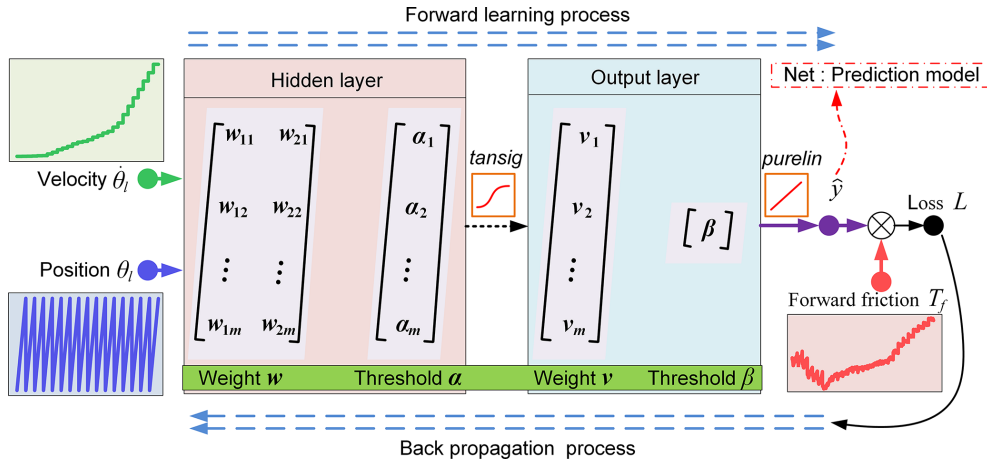 Forward learning process
Hidden layer
Output layer
Net : Prediction model
w₁₁ w₂₁
α₁
v₁
tansig
purelin
Velocity θ̇ₗ
ŷ
w₁₂ w₂₂
α₂
v₂
β
Loss L
Position θₗ
⋮ ⋮ ⋮ ⋮
Forward friction T_f
w₁ₘ w₂ₘ
αₘ
vₘ
Weight w
Threshold α
Weight v
Threshold β
Back propagation process